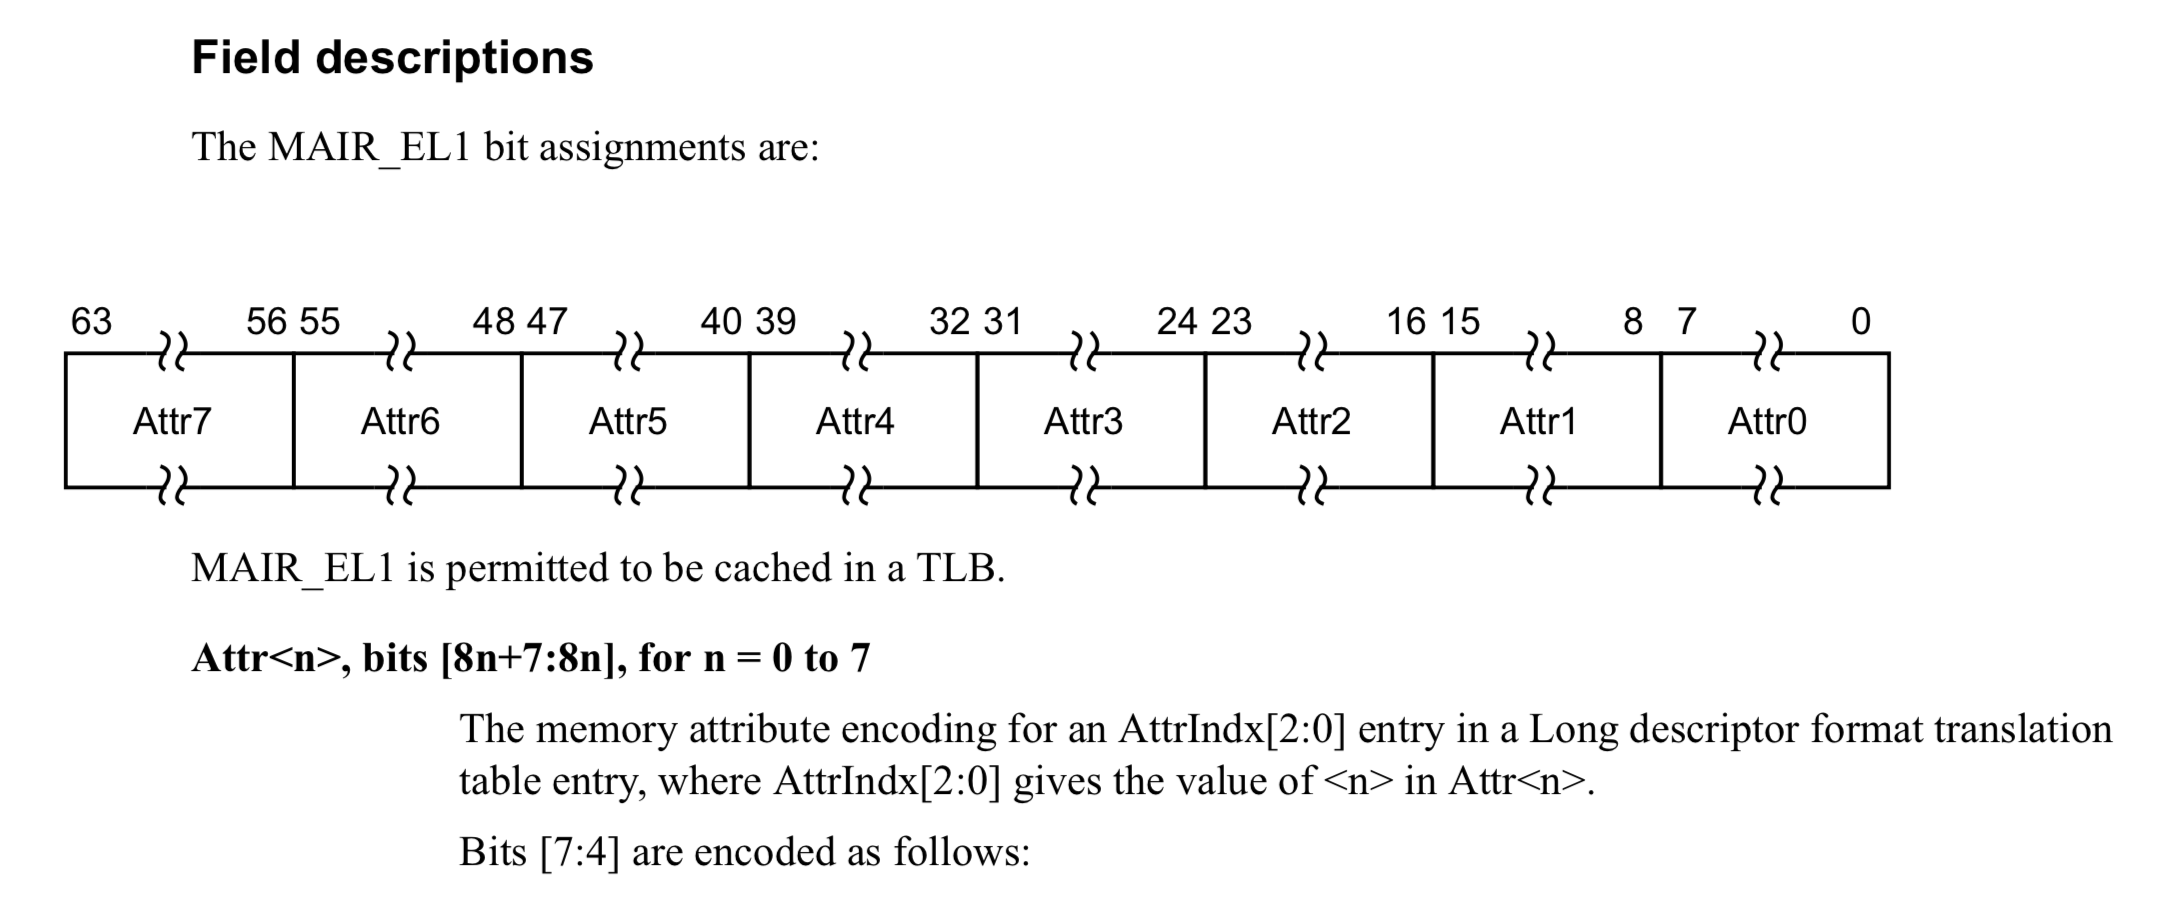 Field descriptions
The MAIR_EL1 bit assignments are:
63 56 55 48 47 40 39 32 31 24 23 16 15 8 7 0
Attr7 Attr6 Attr5 Attr4 Attr3 Attr2 Attr1 Attr0
MAIR_EL1 is permitted to be cached in a TLB.
Attr<n>, bits [8n+7:8n], for n = 0 to 7
The memory attribute encoding for an AttrIndx[2:0] entry in a Long descriptor format translation
table entry, where AttrIndx[2:0] gives the value of <n> in Attr<n>.
Bits [7:4] are encoded as follows: